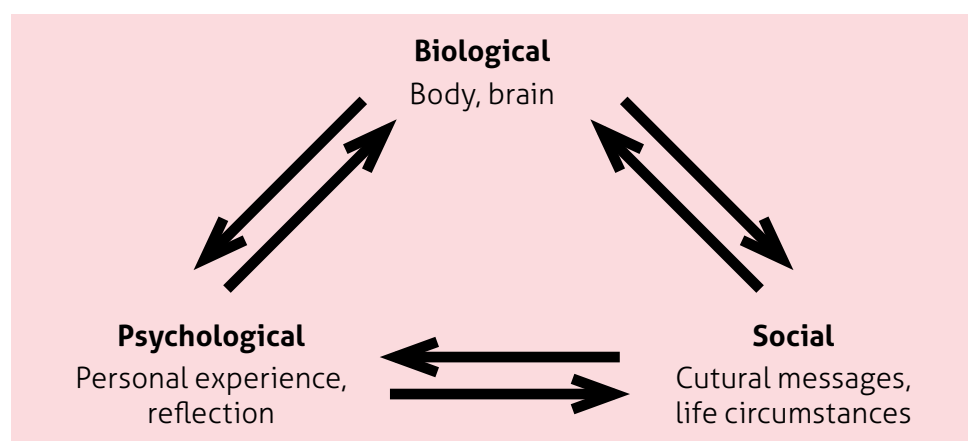 Biological
Body, brain
Psychological
Personal experience,
reflection
Social
Cutural messages,
life circumstances